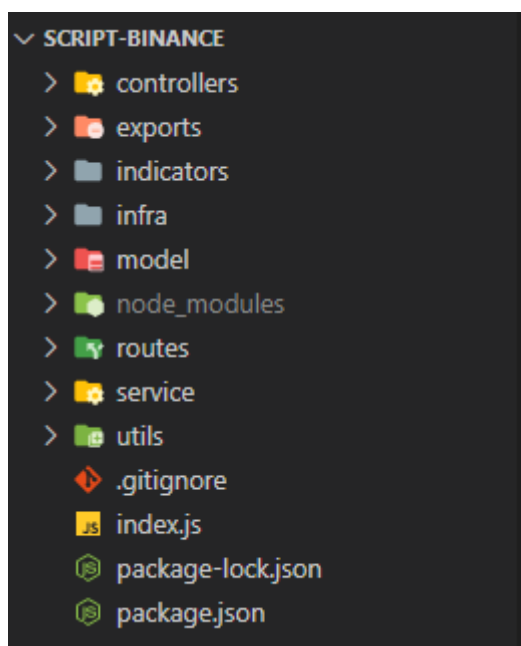 SCRIPT-BINANCE
controllers
exports
indicators
infra
model
node_modules
routes
service
utils
.gitignore
JS index.js
package-lock.json
package.json